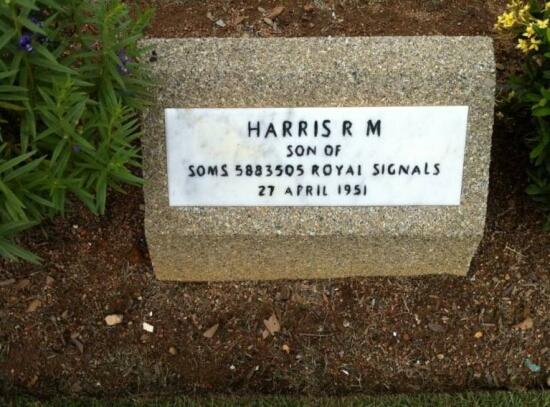 HARRIS R M
SON OF
SQMS 5883505 ROYAL SIGNALS
27 APRIL 1951